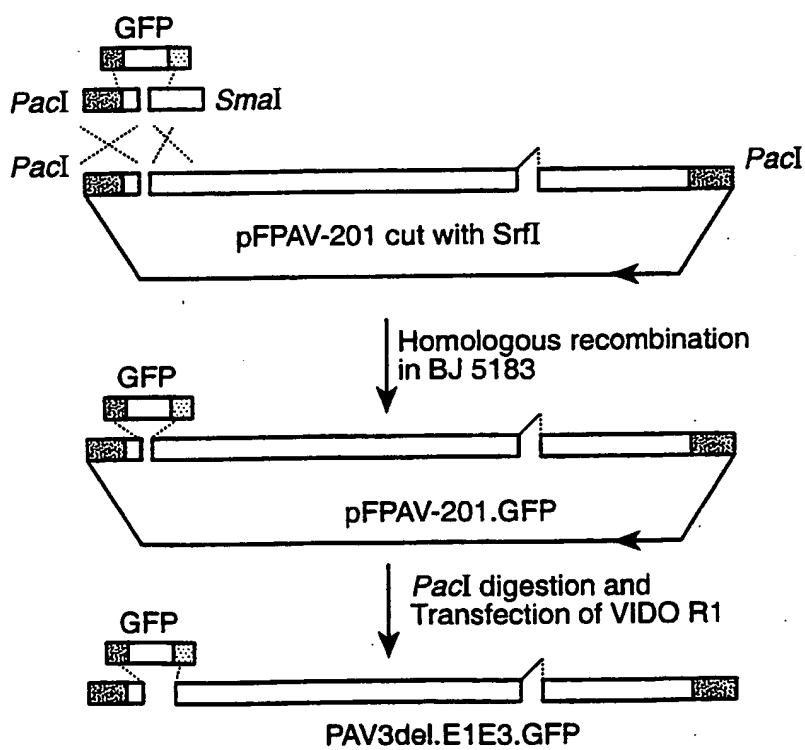 GFP
PacI
SmaI
PacI
PacI
pFPAV-201 cut with SrfI
Homologous recombination
in BJ 5183
GFP
pFPAV-201.GFP
PacI digestion and
Transfection of VIDO R1
GFP
PAV3del.E1E3.GFP